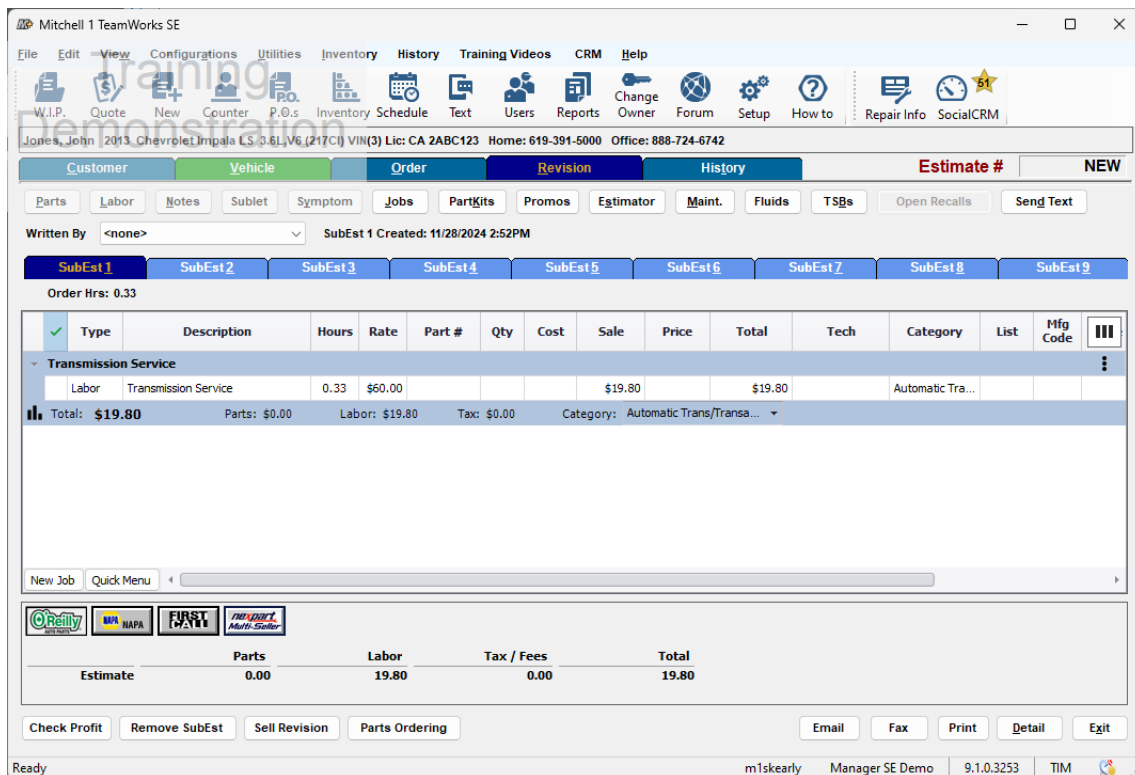 Mitchell 1 TeamWorks SE
File Edit View Configurations Utilities Inventory History Training Videos CRM Help
Training
Demonstration
W.I.P. Quote New Counter P.O.s Inventory Schedule Text Users Reports Change Owner Forum Setup How to Repair Info SocialCRM 51
Jones, John 2013 Chevrolet Impala LS 3.6L,V6 (217CI) VIN(3) Lic: CA 2ABC123 Home: 619-391-5000 Office: 888-724-6742
Customer Vehicle Order Revision History Estimate # NEW
Parts Labor Notes Sublet Symptom Jobs PartKits Promos Estimator Maint. Fluids TSBs Open Recalls Send Text
Written By <none> SubEst 1 Created: 11/28/2024 2:52PM
SubEst 1 SubEst 2 SubEst 3 SubEst 4 SubEst 5 SubEst 6 SubEst 7 SubEst 8 SubEst 9
Order Hrs: 0.33
Type Description Hours Rate Part # Qty Cost Sale Price Total Tech Category List Mfg Code
Transmission Service
Labor Transmission Service 0.33 $60.00 $19.80 $19.80 Automatic Tra...
Total: $19.80 Parts: $0.00 Labor: $19.80 Tax: $0.00 Category: Automatic Trans/Transa...
New Job Quick Menu
O'Reilly AUTO PARTS NAPA NAPA FIRST CALL nexpart Multi-Seller
Parts Labor Tax / Fees Total
Estimate 0.00 19.80 0.00 19.80
Check Profit Remove SubEst Sell Revision Parts Ordering Email Fax Print Detail Exit
Ready m1skearly Manager SE Demo 9.1.0.3253 TIM